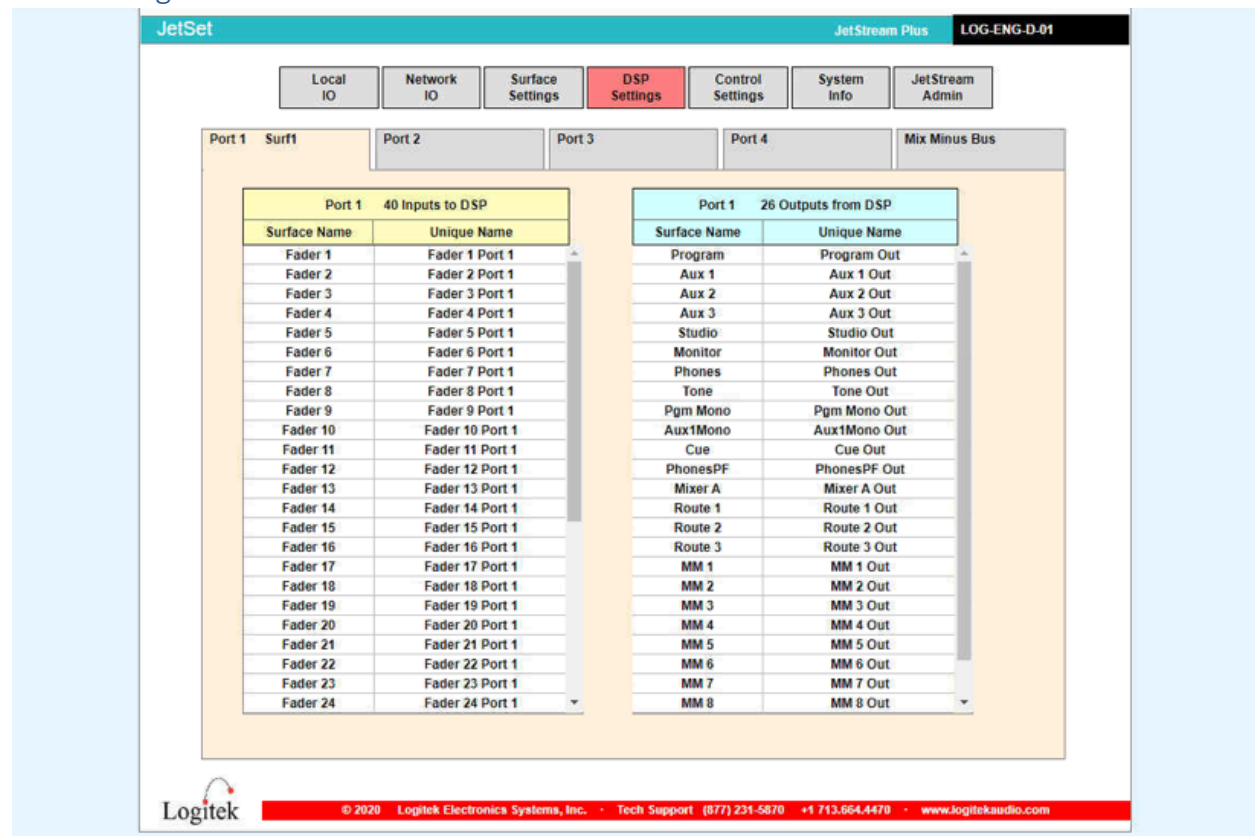 JetSet JetStream Plus LOG-ENG-D-01
Local IO Network IO Surface Settings DSP Settings Control Settings System Info JetStream Admin
Port 1 Surf1 Port 2 Port 3 Port 4 Mix Minus Bus
Port 1 40 Inputs to DSP Port 1 26 Outputs from DSP
Surface Name Unique Name Surface Name Unique Name
Fader 1 Fader 1 Port 1 Program Program Out
Fader 2 Fader 2 Port 1 Aux 1 Aux 1 Out
Fader 3 Fader 3 Port 1 Aux 2 Aux 2 Out
Fader 4 Fader 4 Port 1 Aux 3 Aux 3 Out
Fader 5 Fader 5 Port 1 Studio Studio Out
Fader 6 Fader 6 Port 1 Monitor Monitor Out
Fader 7 Fader 7 Port 1 Phones Phones Out
Fader 8 Fader 8 Port 1 Tone Tone Out
Fader 9 Fader 9 Port 1 Pgm Mono Pgm Mono Out
Fader 10 Fader 10 Port 1 Aux1Mono Aux1Mono Out
Fader 11 Fader 11 Port 1 Cue Cue Out
Fader 12 Fader 12 Port 1 PhonesPF PhonesPF Out
Fader 13 Fader 13 Port 1 Mixer A Mixer A Out
Fader 14 Fader 14 Port 1 Route 1 Route 1 Out
Fader 15 Fader 15 Port 1 Route 2 Route 2 Out
Fader 16 Fader 16 Port 1 Route 3 Route 3 Out
Fader 17 Fader 17 Port 1 MM 1 MM 1 Out
Fader 18 Fader 18 Port 1 MM 2 MM 2 Out
Fader 19 Fader 19 Port 1 MM 3 MM 3 Out
Fader 20 Fader 20 Port 1 MM 4 MM 4 Out
Fader 21 Fader 21 Port 1 MM 5 MM 5 Out
Fader 22 Fader 22 Port 1 MM 6 MM 6 Out
Fader 23 Fader 23 Port 1 MM 7 MM 7 Out
Fader 24 Fader 24 Port 1 MM 8 MM 8 Out
Logitek © 2020 Logitek Electronics Systems, Inc. · Tech Support (877) 231-5870 +1 713.664.4470 · www.logitekaudio.com